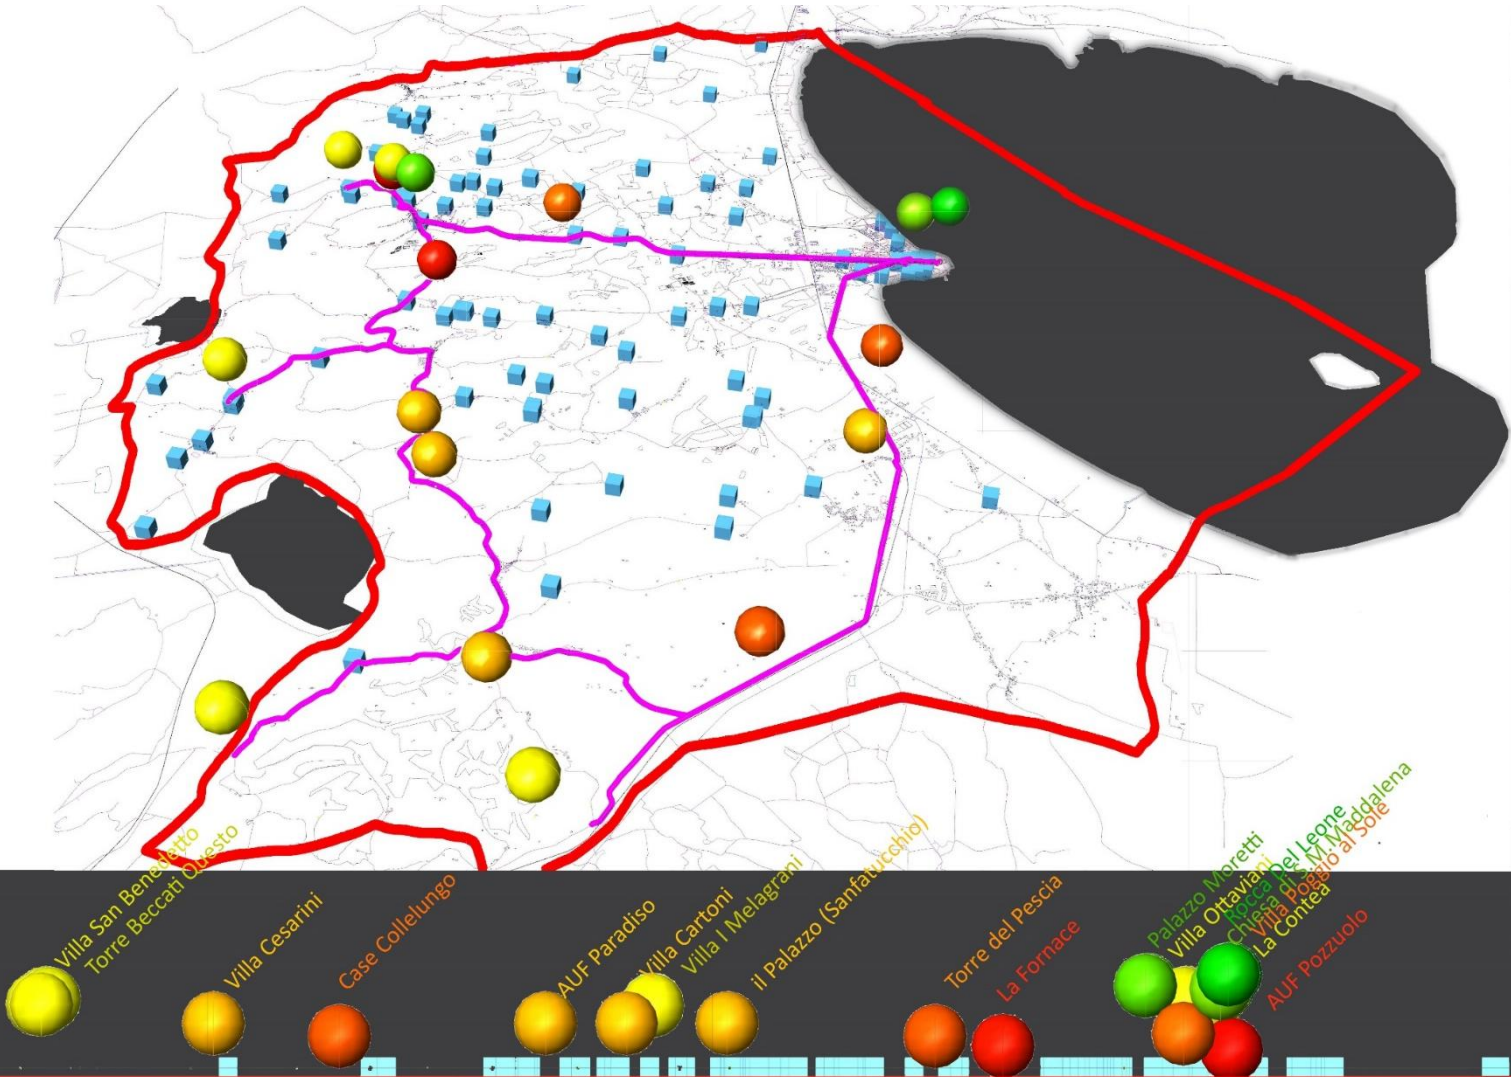 Villa San Benedetto
Torre Beccati Questo
Villa Cesarini
Case Collelungo
AUF Paradiso
Villa Cartoni
Villa I Melagrani
il Palazzo (Sanfatucchio)
Torre del Pescia
La Fornace
Palazzo Moretti
Villa Ottaviani
Rocca Del Leone
Chiesa di S. M.Maddalena
Villa Poggio al Sole
La Contea
AUF Pozzuolo